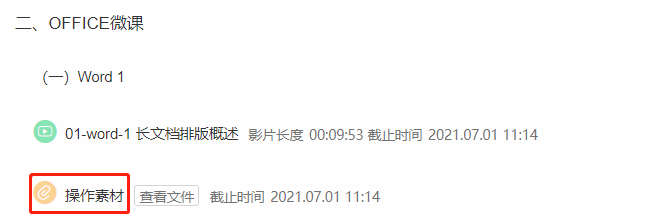 二、OFFICE微课
（一）Word 1
01-word-1 长文档排版概述 影片长度 00:09:53 截止时间 2021.07.01 11:14
操作素材 查看文件 截止时间 2021.07.01 11:14